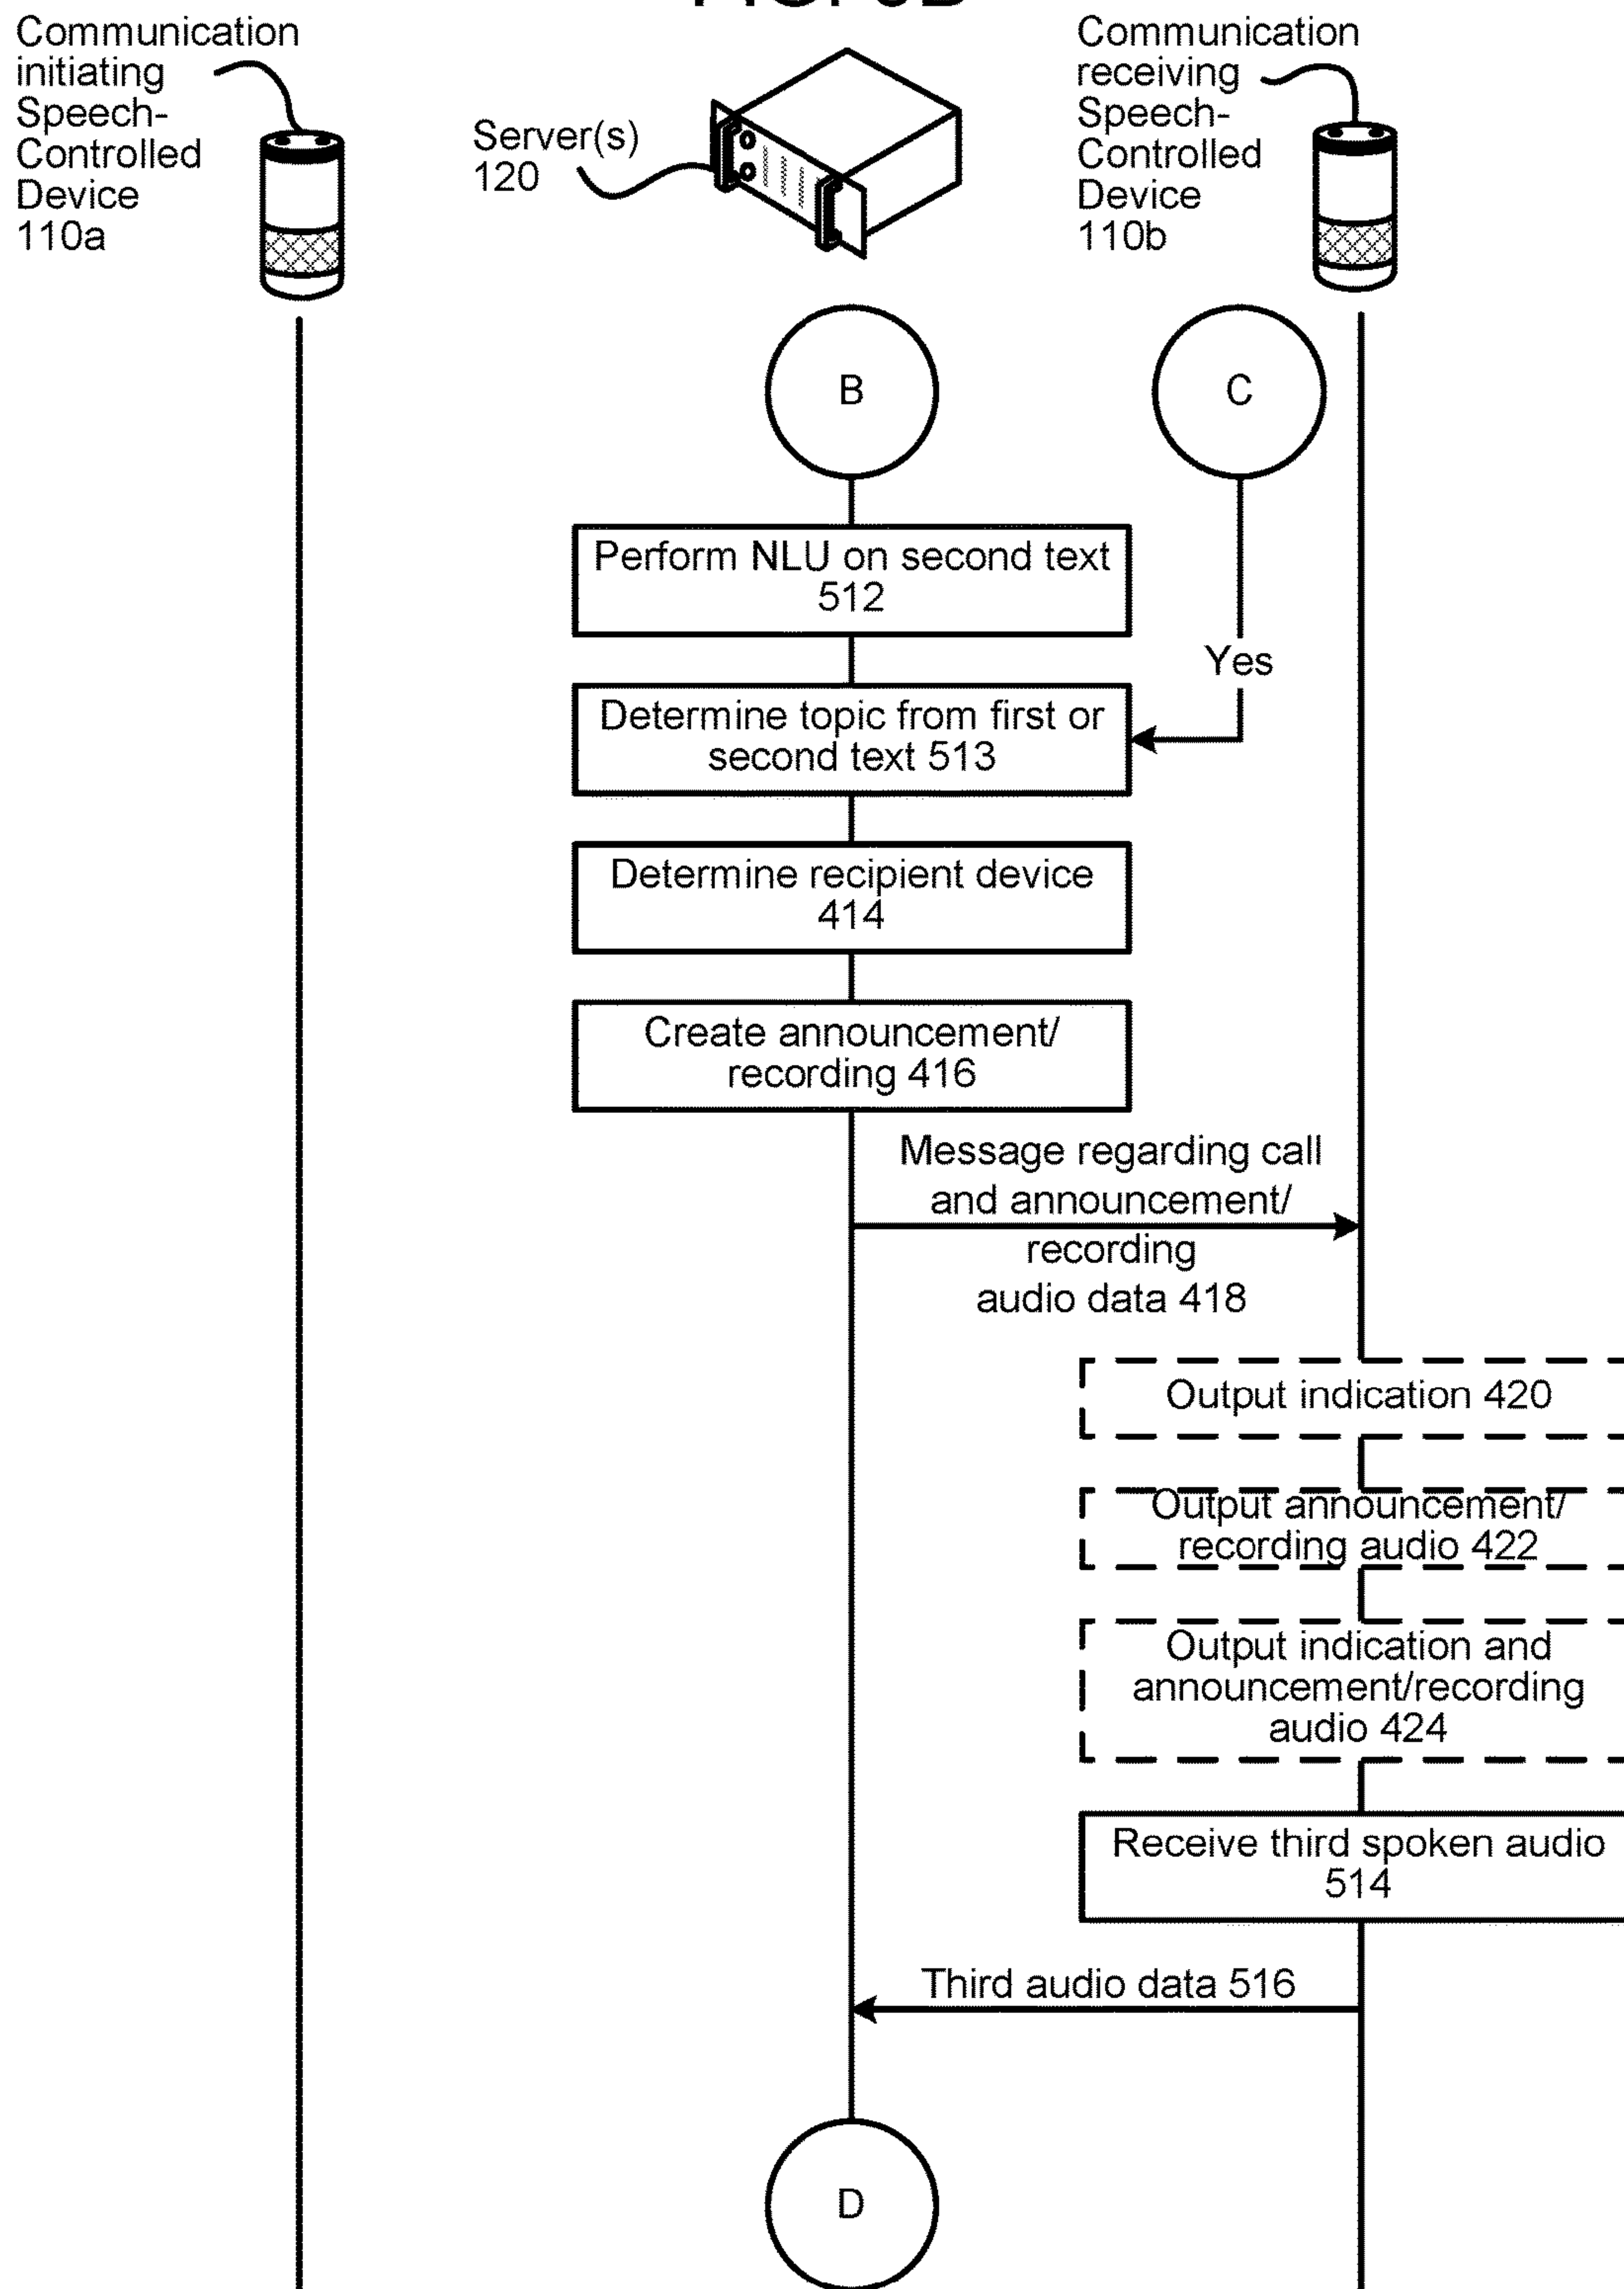 Communication
initiating
Speech-
Controlled
Device
110a
Server(s)
120
Communication
receiving
Speech-
Controlled
Device
110b
B
C
Perform NLU on second text
512
Yes
Determine topic from first or
second text 513
Determine recipient device
414
Create announcement/
recording 416
Message regarding call
and announcement/
recording
audio data 418
Output indication 420
Output announcement/
recording audio 422
Output indication and
announcement/recording
audio 424
Receive third spoken audio
514
Third audio data 516
D